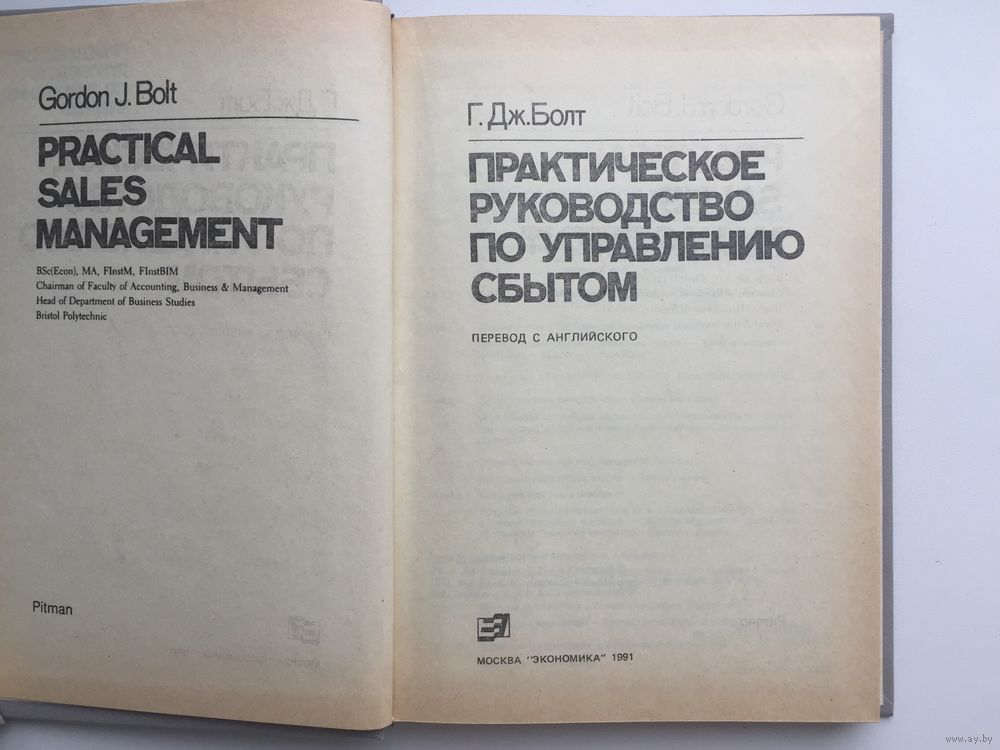 Gordon J. Bolt
PRACTICAL
SALES
MANAGEMENT
BSc(Econ), MA, FInstM, FInstBIM
Chairman of Faculty of Accounting, Business & Management
Head of Department of Business Studies
Bristol Polytechnic
Pitman
Г. Дж.Болт
ПРАКТИЧЕСКОЕ
РУКОВОДСТВО
ПО УПРАВЛЕНИЮ
СБЫТОМ
ПЕРЕВОД С АНГЛИЙСКОГО
МОСКВА "ЭКОНОМИКА" 1991
www.ay.by